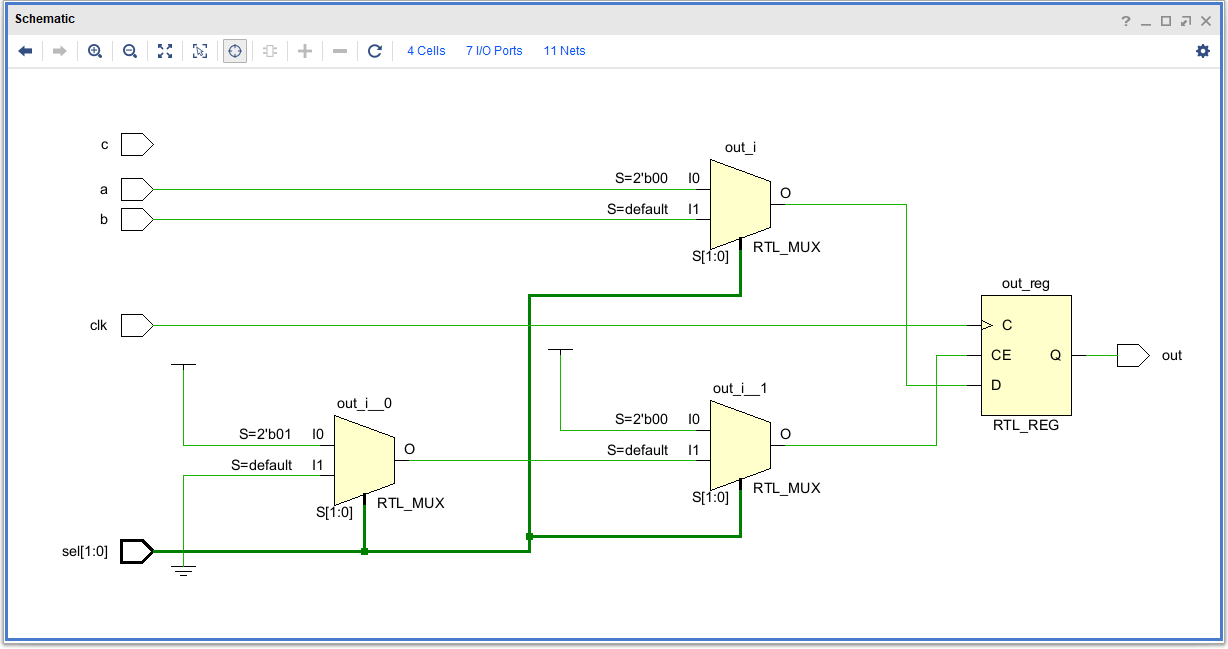 Schematic
4 Cells 7 I/O Ports 11 Nets
c
a
b
clk
sel[1:0]
out_i
S=2'b00 I0
S=default I1
O
S[1:0]
RTL_MUX
out_i__0
S=2'b01 I0
S=default I1
O
S[1:0]
RTL_MUX
out_i__1
S=2'b00 I0
S=default I1
O
S[1:0]
RTL_MUX
out_reg
C
CE Q
D
RTL_REG
out